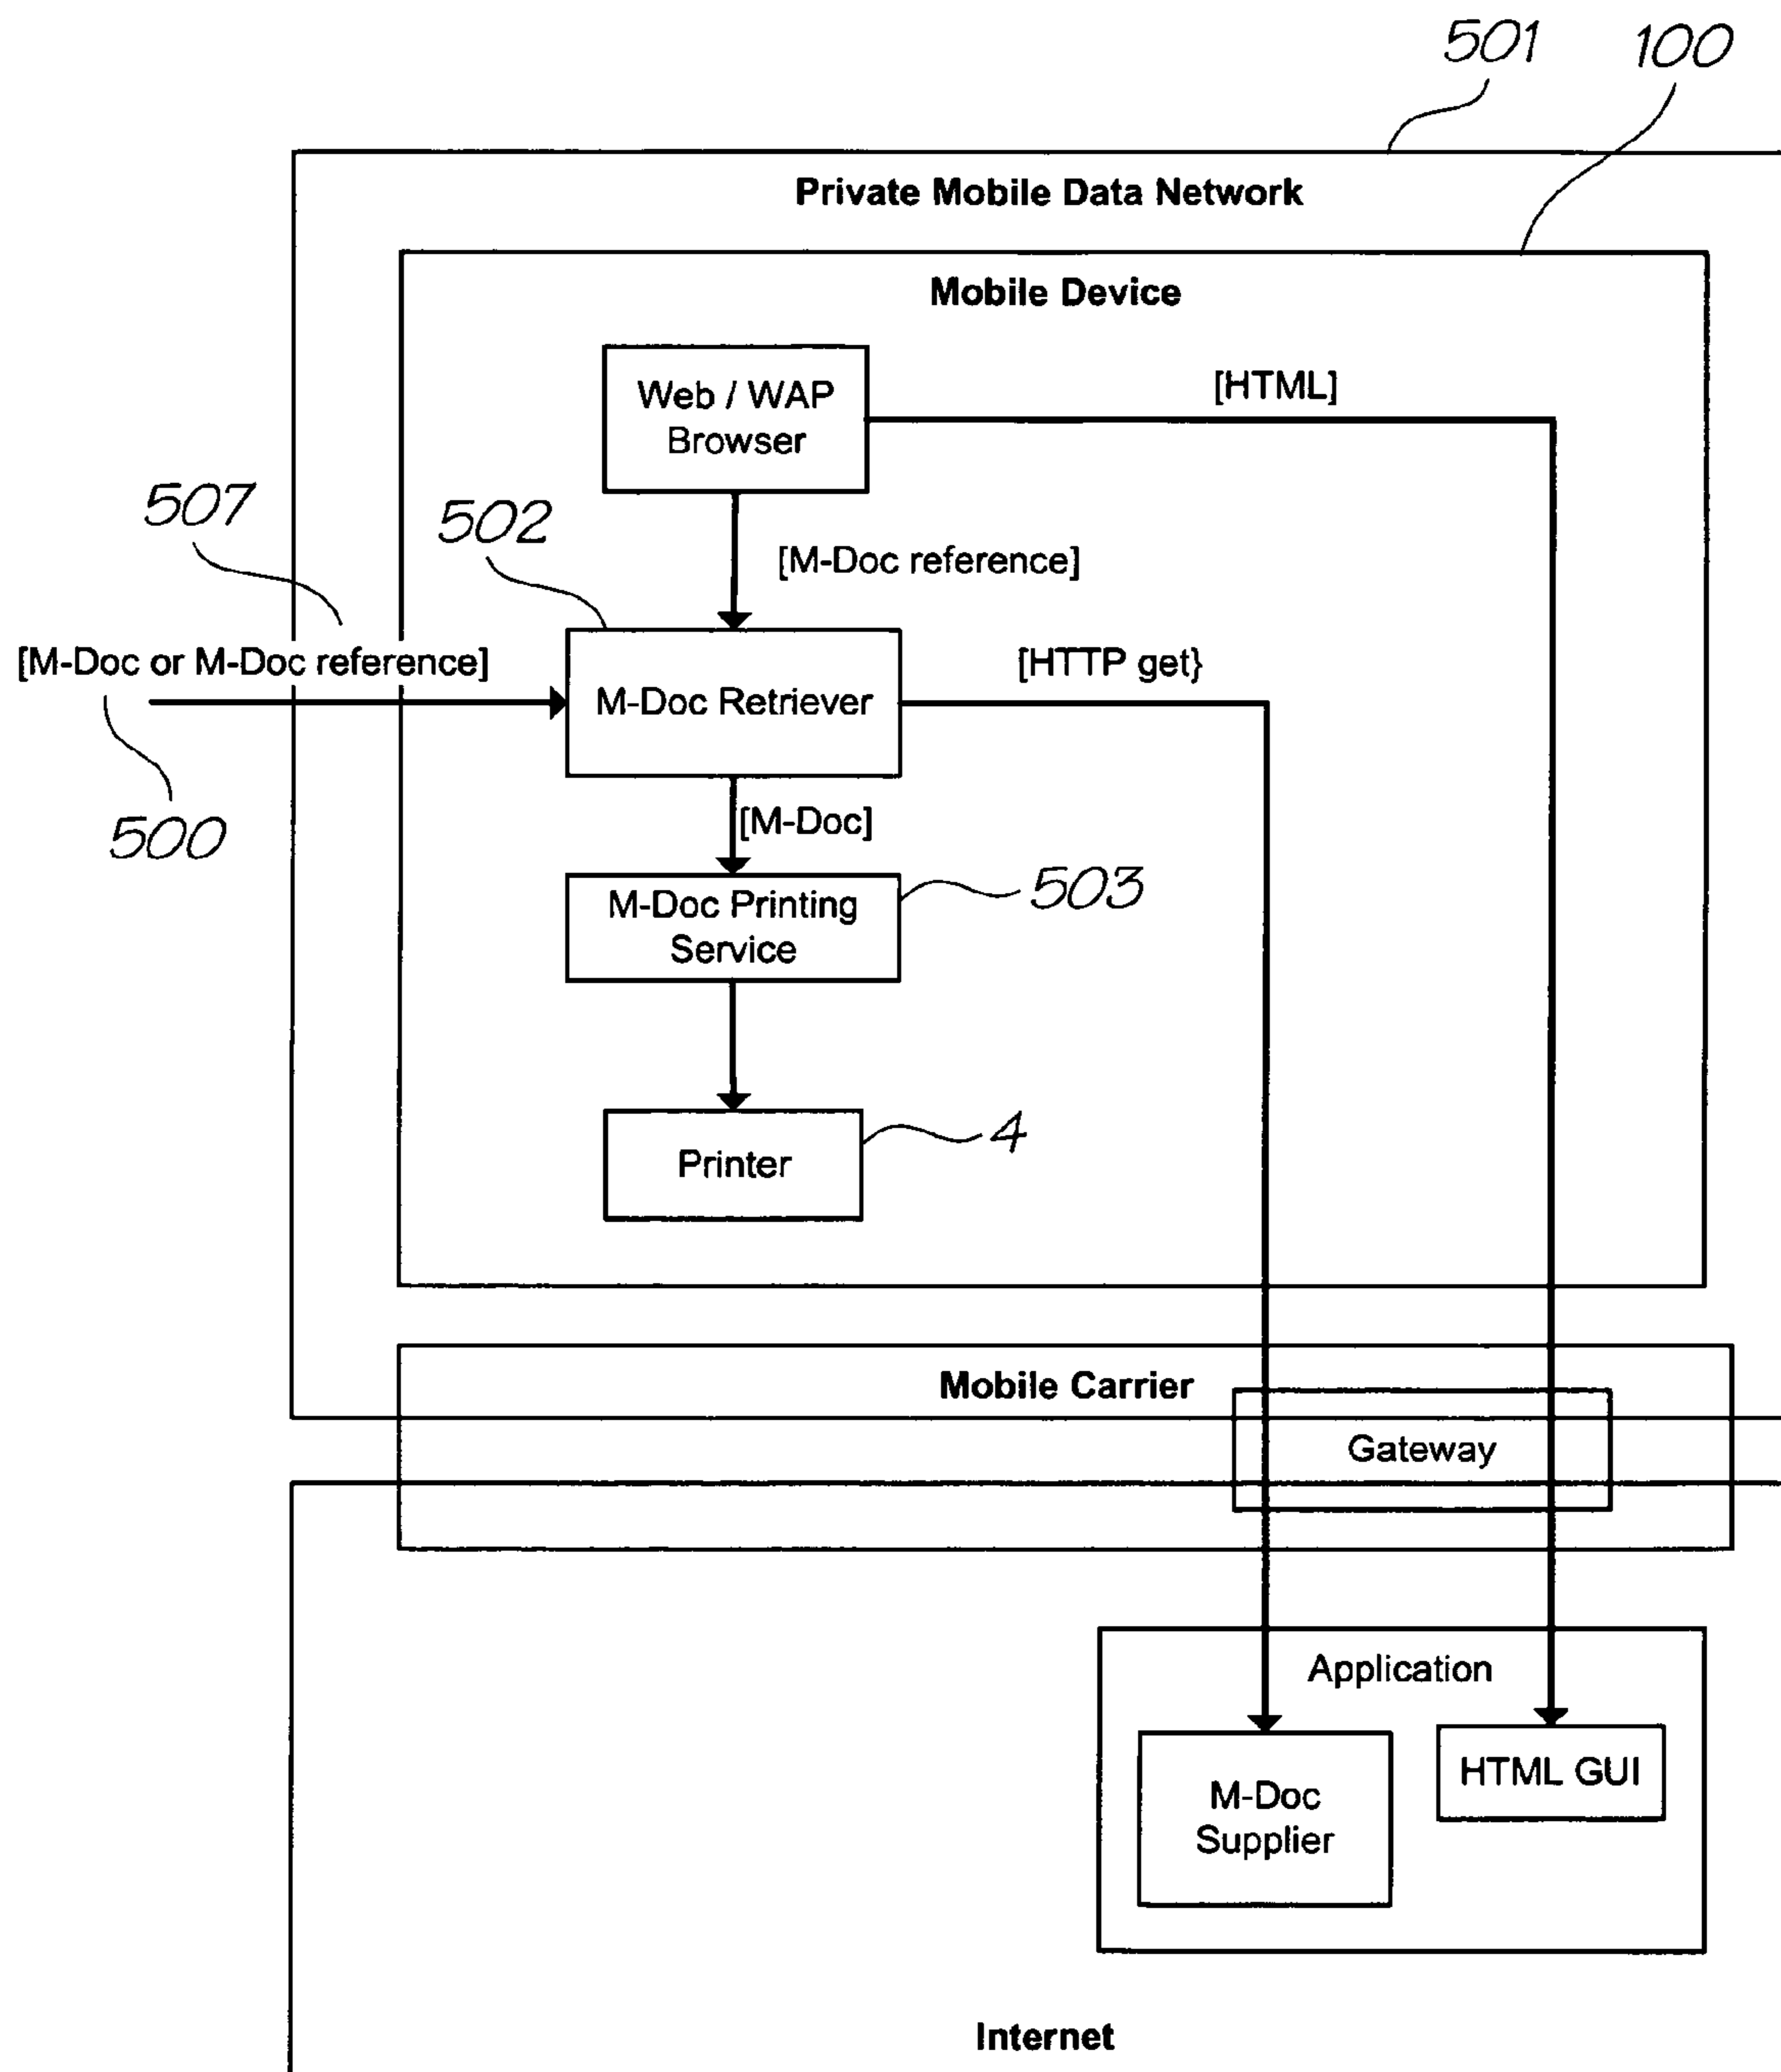 501
100
Private Mobile Data Network
Mobile Device
Web / WAP
Browser
[HTML]
507
502
[M-Doc reference]
[M-Doc or M-Doc reference]
M-Doc Retriever
[HTTP get}
500
[M-Doc]
M-Doc Printing
Service
503
Printer
4
Mobile Carrier
Gateway
Application
M-Doc
Supplier
HTML GUI
Internet